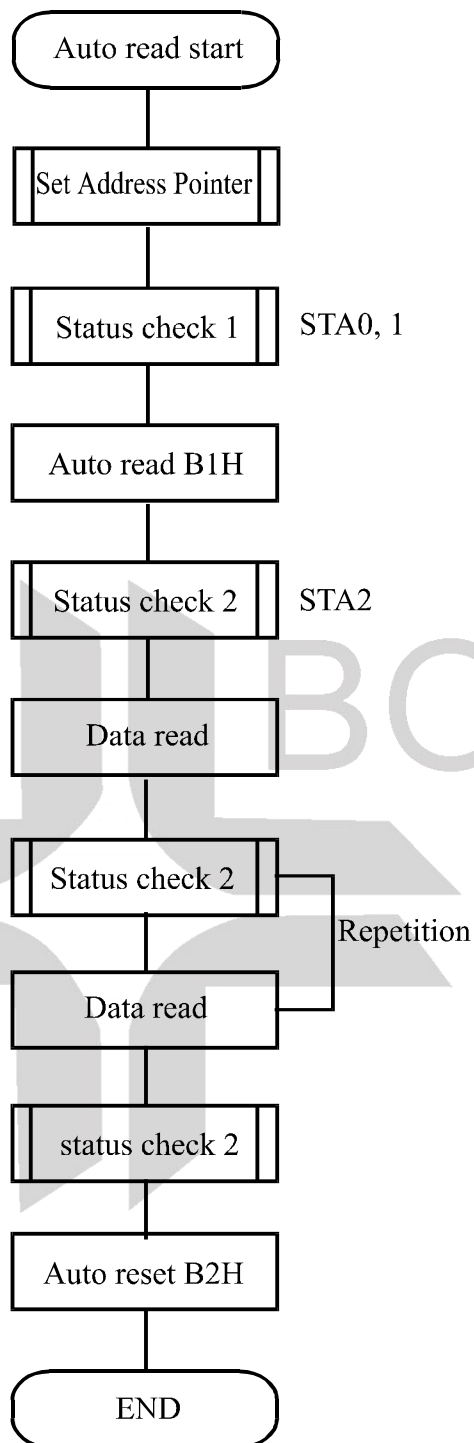 Auto read start
Set Address Pointer
Status check 1
STA0, 1
Auto read B1H
Status check 2
STA2
Data read
BO
Status check 2
Repetition
Data read
status check 2
Auto reset B2H
END